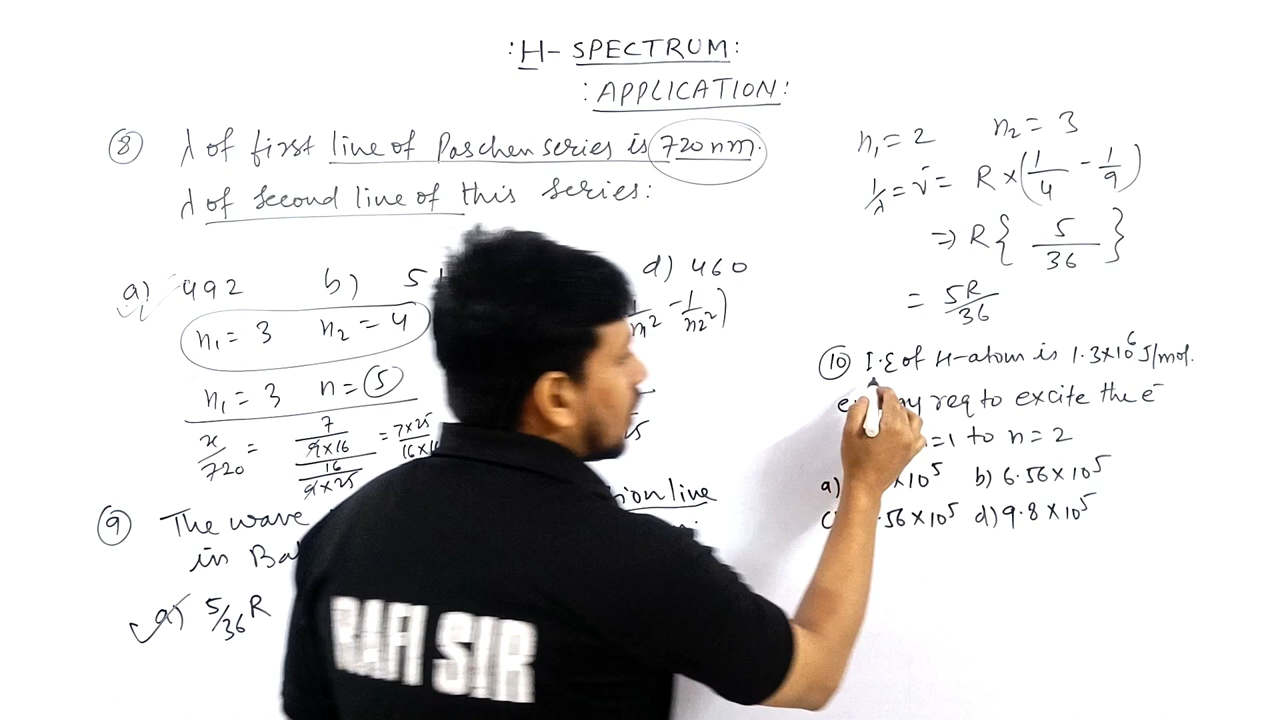 :H- SPECTRUM:
:APPLICATION:
⑧ λ of first line of Paschen series is 720nm.
λ of second line of this series:
a) 492 b) 5 d) 460
n₁ = 3 n₂ = 4
n₁ = 3 n = 5
x/720 = 7/(9×16) / 16/(9×25) = 7×25/16×16
⑨ The wave ion line
in Ba
a) 5/36 R
n₁ = 2 n₂ = 3
1/λ = ν̄ = R × (1/4 - 1/9)
⇒ R { 5/36 }
= 5R/36
⑩ I.E of H-atom is 1.3×10⁶ J/mol.
req to excite the e⁻
=1 to n=2
a) ×10⁵ b) 6.56×10⁵
56×10⁵ d) 9.8×10⁵
RAFI SIR